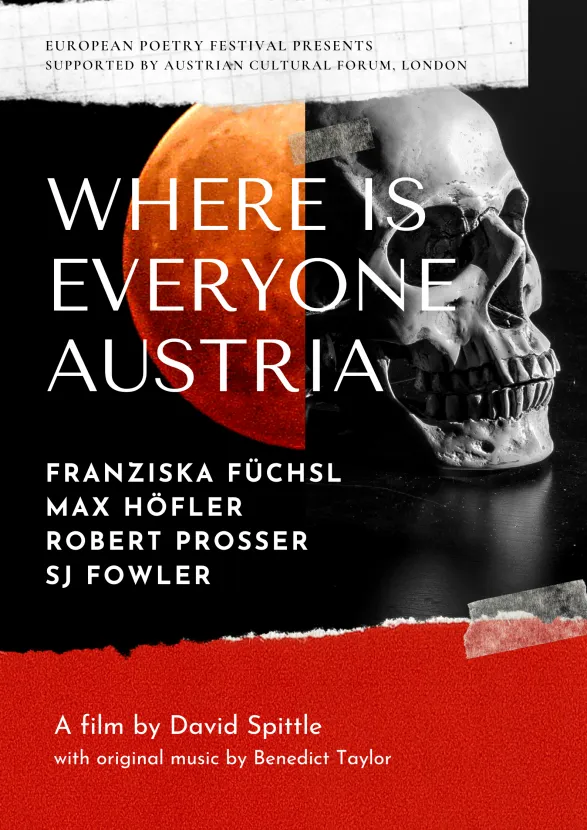 EUROPEAN POETRY FESTIVAL PRESENTS
SUPPORTED BY AUSTRIAN CULTURAL FORUM, LONDON
WHERE IS
EVERYONE
AUSTRIA
FRANZISKA FÜCHSL
MAX HÖFLER
ROBERT PROSSER
SJ FOWLER
A film by David Spittle
with original music by Benedict Taylor